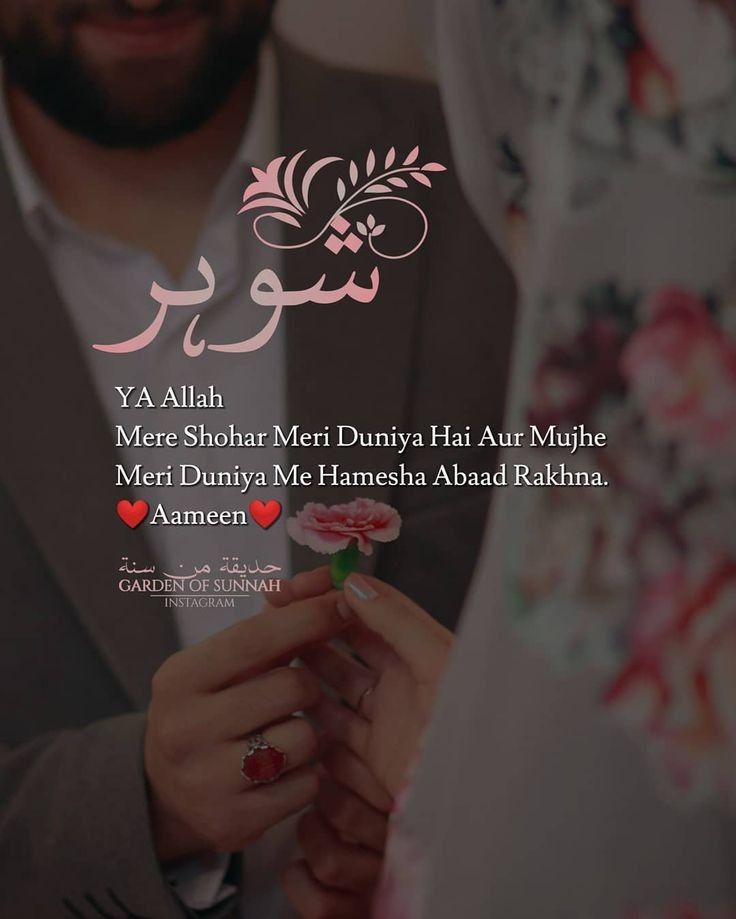 شوہر
YA Allah
Mere Shohar Meri Duniya Hai Aur Mujhe
Meri Duniya Me Hamesha Abaad Rakhna.
❤️Aameen❤️
حديقة من سنة
GARDEN OF SUNNAH
INSTAGRAM